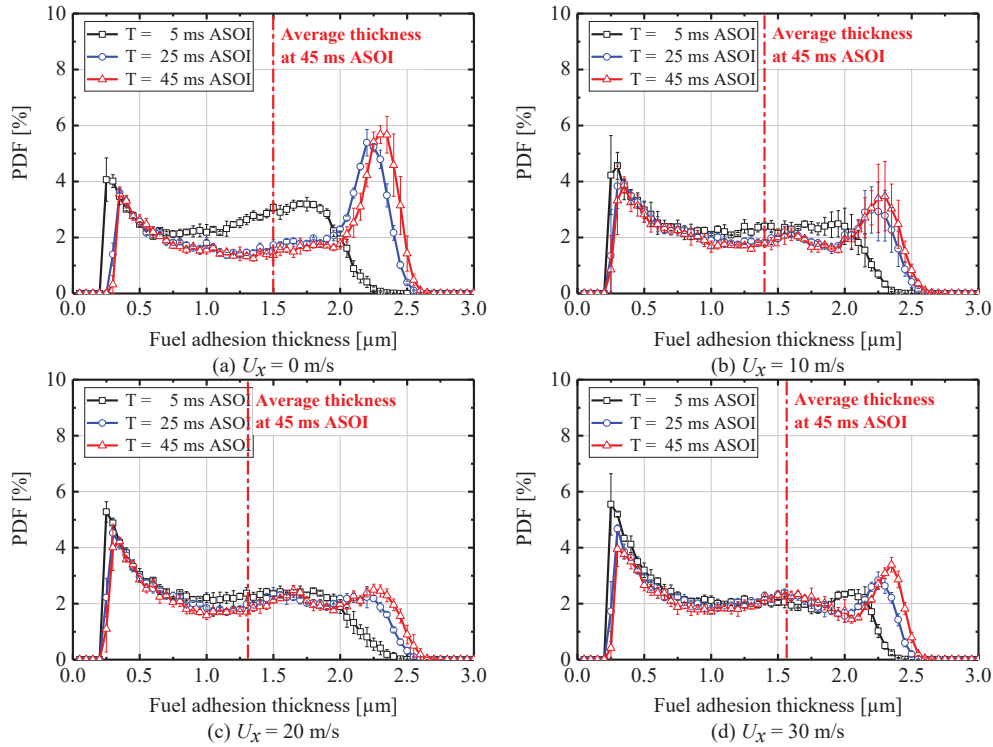 10
8
6
4
2
0
PDF [%]
T = 5 ms ASOI
T = 25 ms ASOI
T = 45 ms ASOI
Average thickness
at 45 ms ASOI
0.0 0.5 1.0 1.5 2.0 2.5 3.0
Fuel adhesion thickness [μm]
(a) Ux = 0 m/s
10
8
6
4
2
0
PDF [%]
T = 5 ms ASOI
T = 25 ms ASOI
T = 45 ms ASOI
Average thickness
at 45 ms ASOI
0.0 0.5 1.0 1.5 2.0 2.5 3.0
Fuel adhesion thickness [μm]
(b) Ux = 10 m/s
10
8
6
4
2
0
PDF [%]
T = 5 ms ASOI
T = 25 ms ASOI
T = 45 ms ASOI
Average thickness
at 45 ms ASOI
0.0 0.5 1.0 1.5 2.0 2.5 3.0
Fuel adhesion thickness [μm]
(c) Ux = 20 m/s
10
8
6
4
2
0
PDF [%]
T = 5 ms ASOI
T = 25 ms ASOI
T = 45 ms ASOI
Average thickness
at 45 ms ASOI
0.0 0.5 1.0 1.5 2.0 2.5 3.0
Fuel adhesion thickness [μm]
(d) Ux = 30 m/s